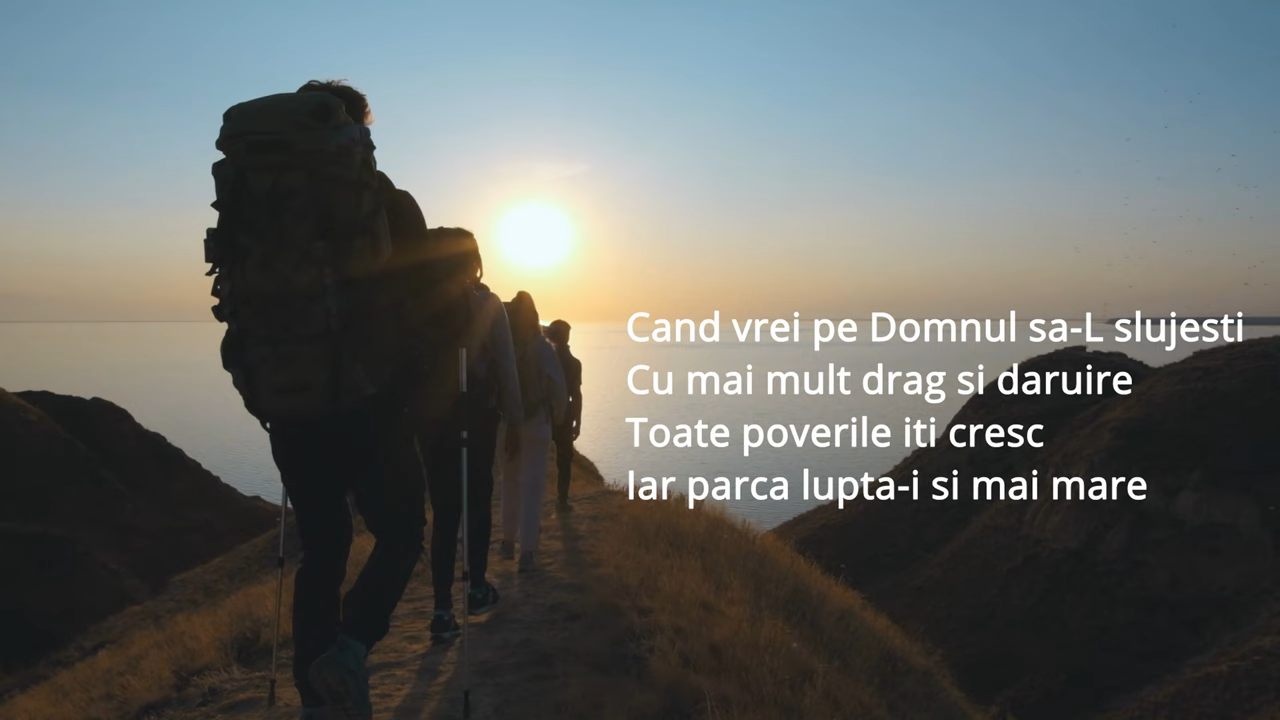 Cand vrei pe Domnul sa-L slujesti
Cu mai mult drag si daruire
Toate poverile iti cresc
Iar parca lupta-i si mai mare